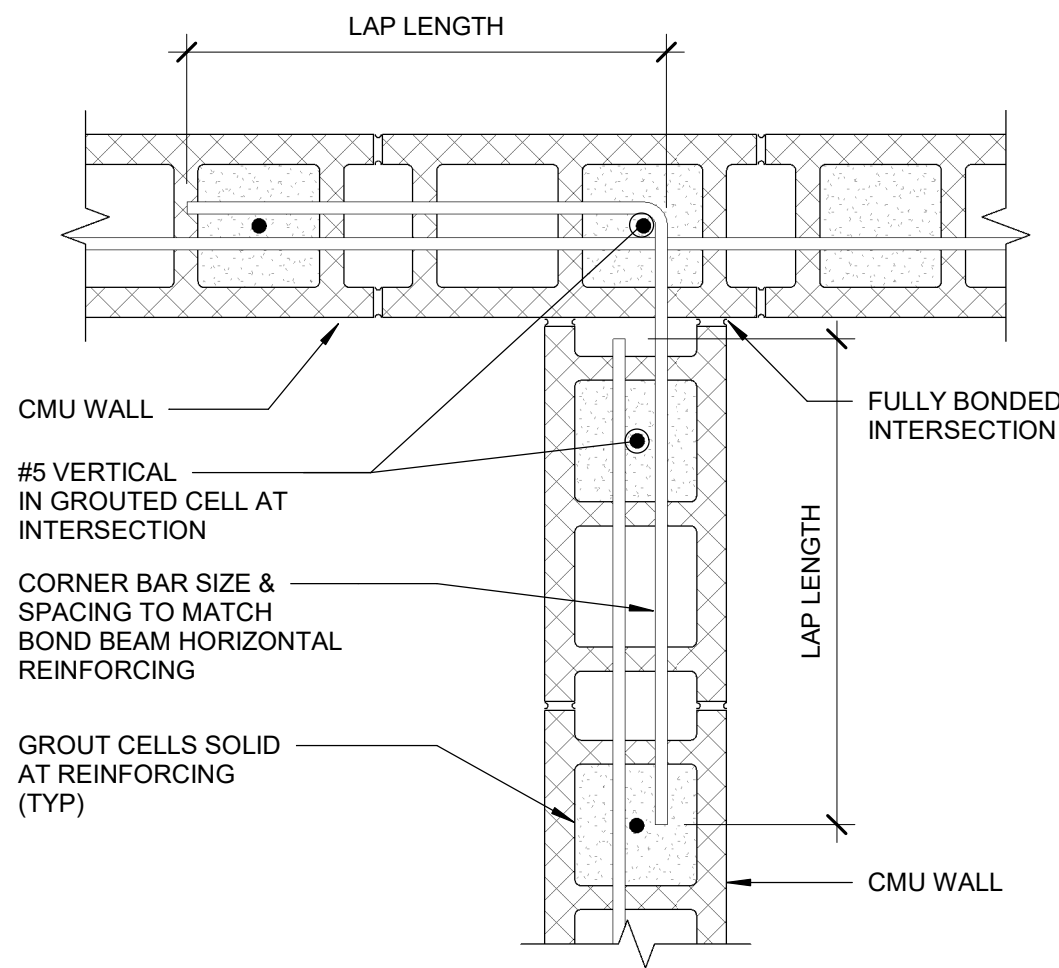 LAP LENGTH
CMU WALL
#5 VERTICAL
IN GROUTED CELL AT
INTERSECTION
CORNER BAR SIZE &
SPACING TO MATCH
BOND BEAM HORIZONTAL
REINFORCING
GROUT CELLS SOLID
AT REINFORCING
(TYP)
FULLY BONDED
INTERSECTION
LAP LENGTH
CMU WALL